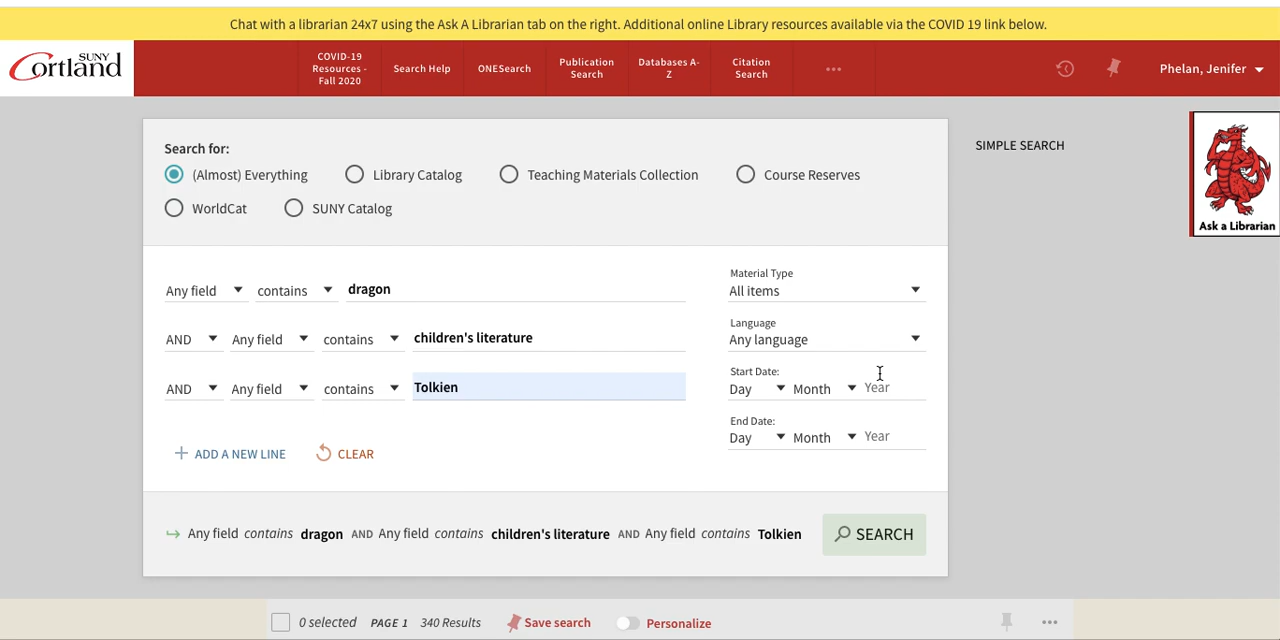 Chat with a librarian 24x7 using the Ask A Librarian tab on the right. Additional online Library resources available via the COVID 19 link below.
SUNY
Cortland
COVID-19
Resources -
Fall 2020
Search Help
ONESearch
Publication
Search
Databases A-
Z
Citation
Search
...
Phelan, Jenifer
SIMPLE SEARCH
Ask a Librarian
Search for:
(Almost) Everything
Library Catalog
Teaching Materials Collection
Course Reserves
WorldCat
SUNY Catalog
Any field contains dragon
AND Any field contains children's literature
AND Any field contains Tolkien
Material Type
All items
Language
Any language
Start Date:
Day Month Year
End Date:
Day Month Year
+ ADD A NEW LINE
CLEAR
Any field contains dragon AND Any field contains children's literature AND Any field contains Tolkien
SEARCH
0 selected PAGE 1 340 Results Save search Personalize ...